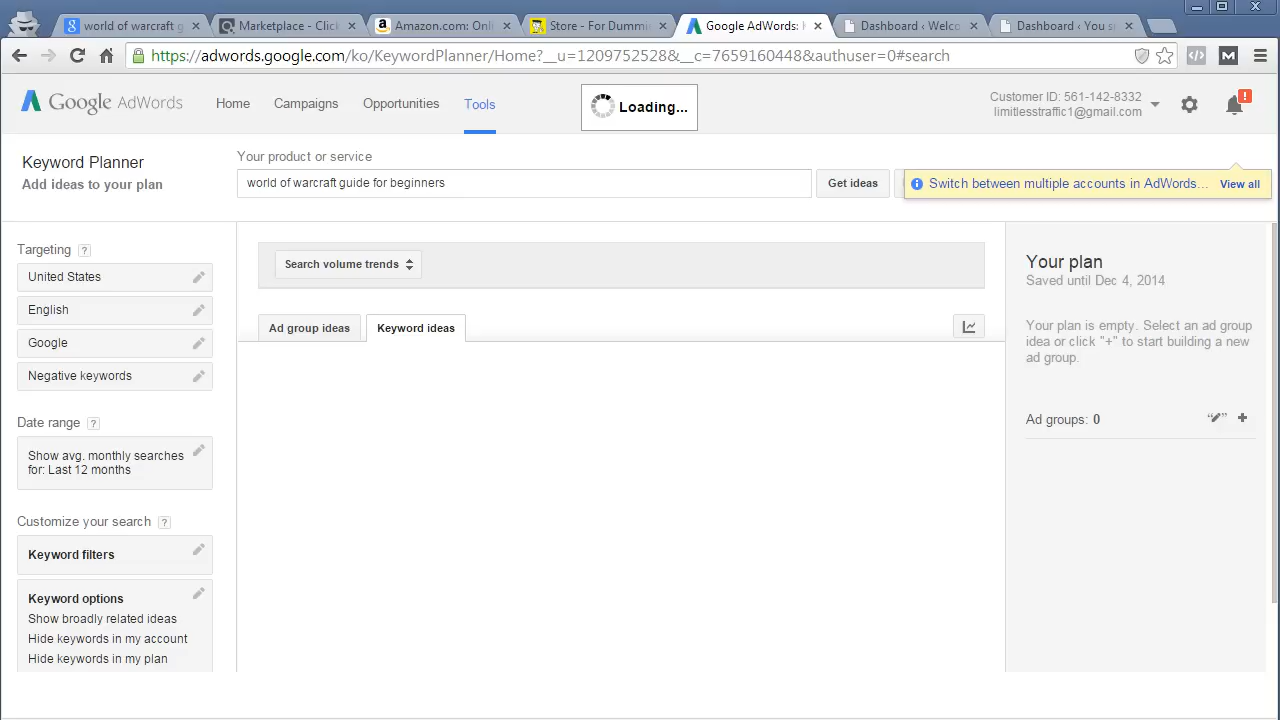 world of warcraft g
Marketplace - Click
Amazon.com: Onli
Store - For Dummi
Google AdWords: K
Dashboard ‹ Welco
Dashboard ‹ You s
https://adwords.google.com/ko/KeywordPlanner/Home?__u=1209752528&__c=7659160448&authuser=0#search
Google AdWords
Home
Campaigns
Opportunities
Tools
Loading...
Customer ID: 561-142-8332
limitlesstraffic1@gmail.com
Keyword Planner
Add ideas to your plan
Your product or service
world of warcraft guide for beginners
Get ideas
Switch between multiple accounts in AdWords...
View all
Targeting ?
United States
English
Google
Negative keywords
Date range ?
Show avg. monthly searches
for: Last 12 months
Customize your search ?
Keyword filters
Keyword options
Show broadly related ideas
Hide keywords in my account
Hide keywords in my plan
Search volume trends
Ad group ideas
Keyword ideas
Your plan
Saved until Dec 4, 2014
Your plan is empty. Select an ad group
idea or click "+" to start building a new
ad group.
Ad groups: 0